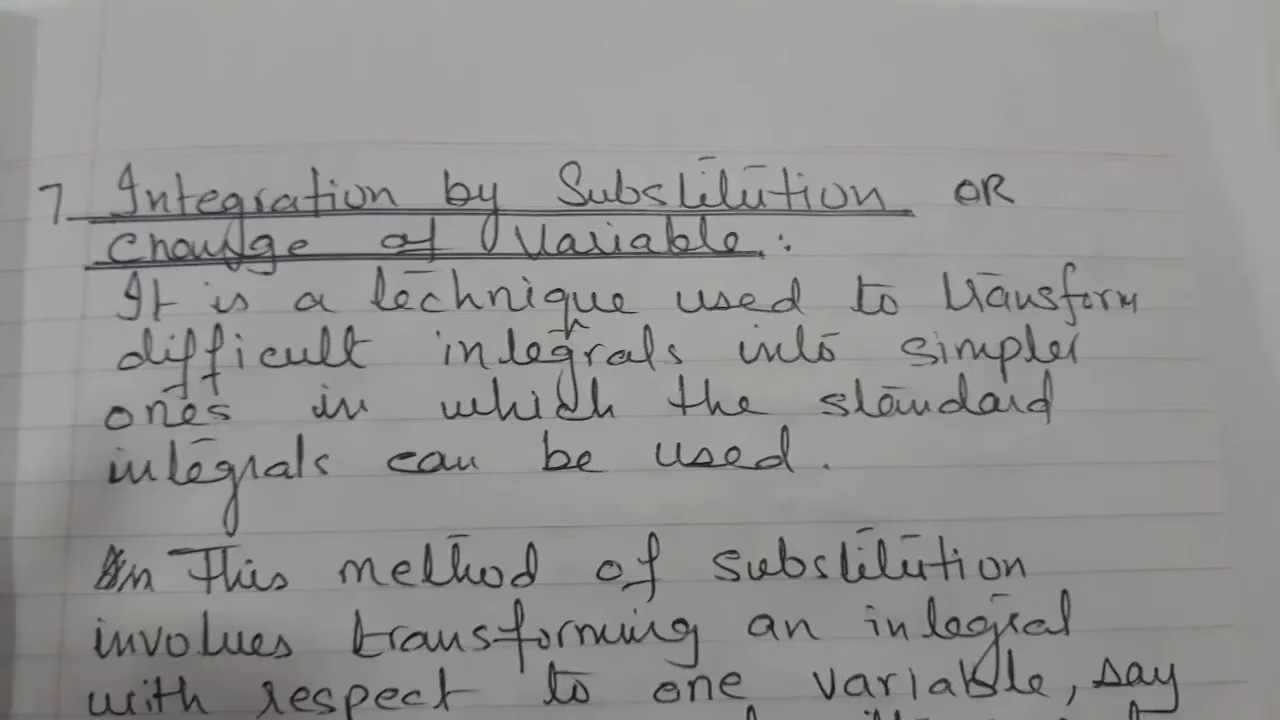 7 Integration by Substitution OR
Change of Variable:
It is a technique used to transform
difficult integrals into simpler
ones in which the standard
integrals can be used.
This method of substitution
involves transforming an integral
with respect to one variable, say